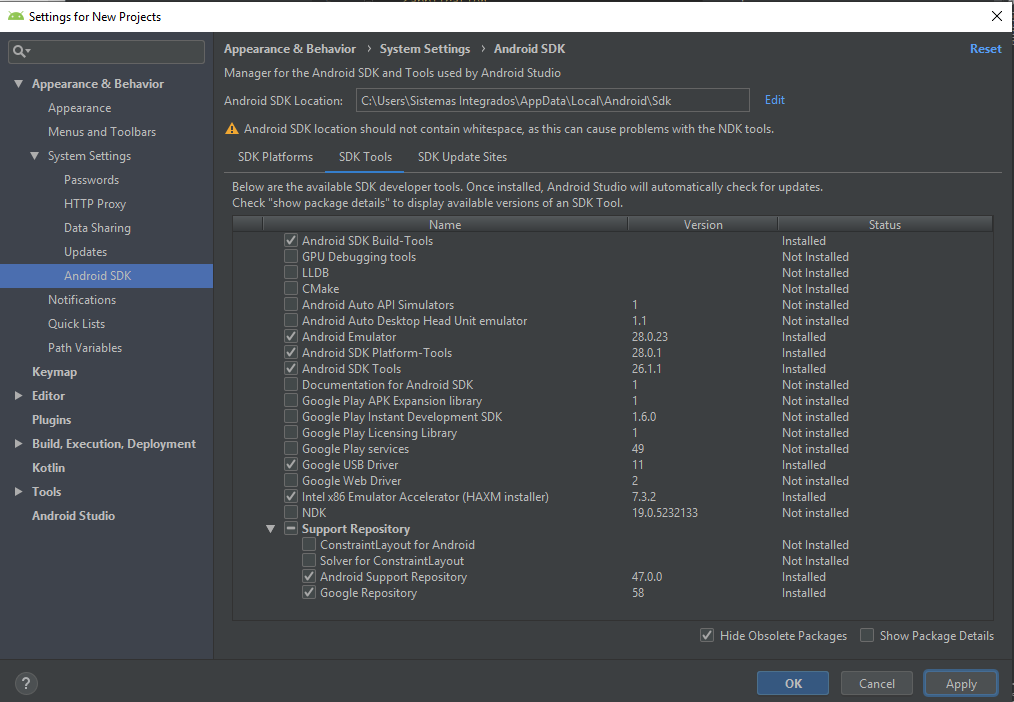 Settings for New Projects
Appearance & Behavior
Appearance
Menus and Toolbars
System Settings
Passwords
HTTP Proxy
Data Sharing
Updates
Android SDK
Notifications
Quick Lists
Path Variables
Keymap
Editor
Plugins
Build, Execution, Deployment
Kotlin
Tools
Android Studio
Appearance & Behavior › System Settings › Android SDK
Reset
Manager for the Android SDK and Tools used by Android Studio
Android SDK Location: C:\Users\Sistemas Integrados\AppData\Local\Android\Sdk Edit
Android SDK location should not contain whitespace, as this can cause problems with the NDK tools.
SDK Platforms SDK Tools SDK Update Sites
Below are the available SDK developer tools. Once installed, Android Studio will automatically check for updates.
Check "show package details" to display available versions of an SDK Tool.
Name Version Status
Android SDK Build-Tools Installed
GPU Debugging tools Not Installed
LLDB Not Installed
CMake Not Installed
Android Auto API Simulators 1 Not installed
Android Auto Desktop Head Unit emulator 1.1 Not installed
Android Emulator 28.0.23 Installed
Android SDK Platform-Tools 28.0.1 Installed
Android SDK Tools 26.1.1 Installed
Documentation for Android SDK 1 Not installed
Google Play APK Expansion library 1 Not installed
Google Play Instant Development SDK 1.6.0 Not installed
Google Play Licensing Library 1 Not installed
Google Play services 49 Not installed
Google USB Driver 11 Installed
Google Web Driver 2 Not installed
Intel x86 Emulator Accelerator (HAXM installer) 7.3.2 Installed
NDK 19.0.5232133 Not installed
Support Repository
ConstraintLayout for Android Not Installed
Solver for ConstraintLayout Not Installed
Android Support Repository 47.0.0 Installed
Google Repository 58 Installed
Hide Obsolete Packages Show Package Details
? OK Cancel Apply